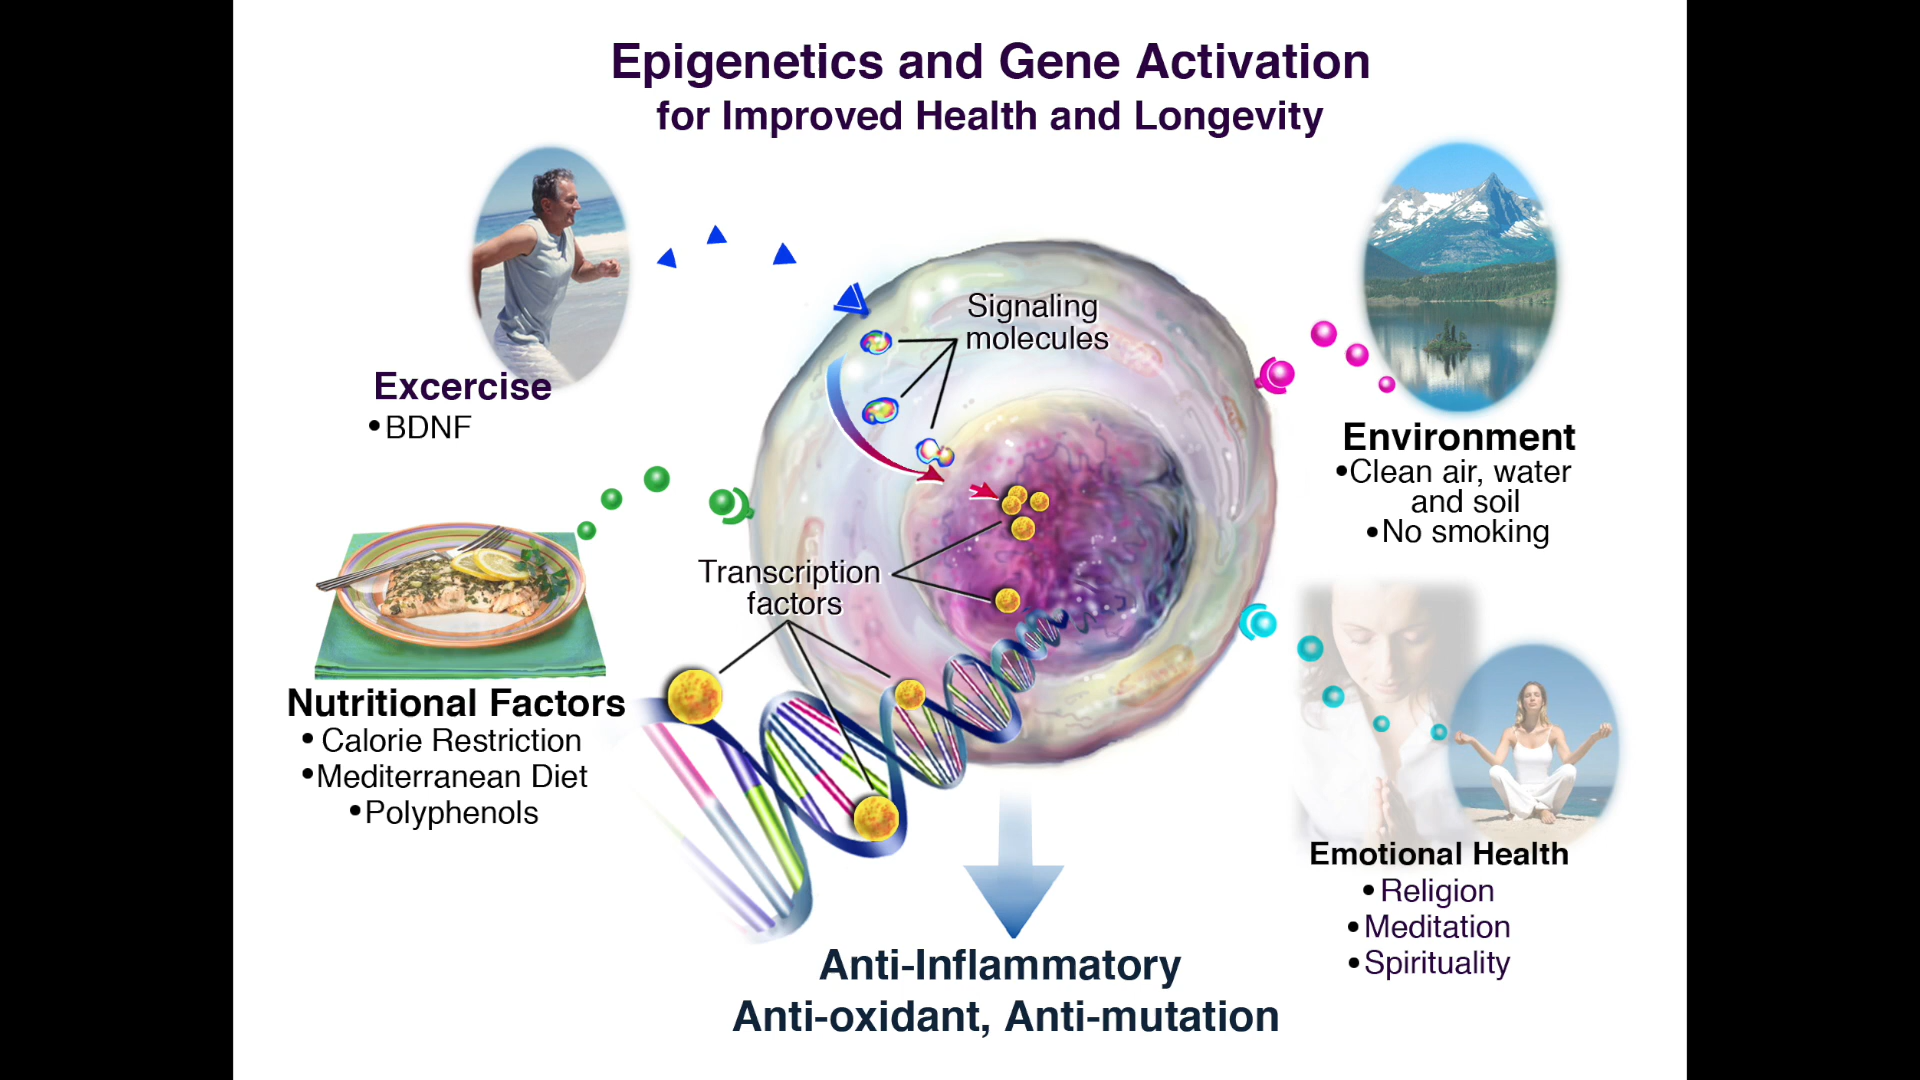 Epigenetics and Gene Activation
for Improved Health and Longevity
Signaling
molecules
Excercise
•BDNF
Environment
•Clean air, water
and soil
•No smoking
Transcription
factors
Nutritional Factors
• Calorie Restriction
•Mediterranean Diet
•Polyphenols
Emotional Health
•Religion
•Meditation
•Spirituality
Anti-Inflammatory
Anti-oxidant, Anti-mutation